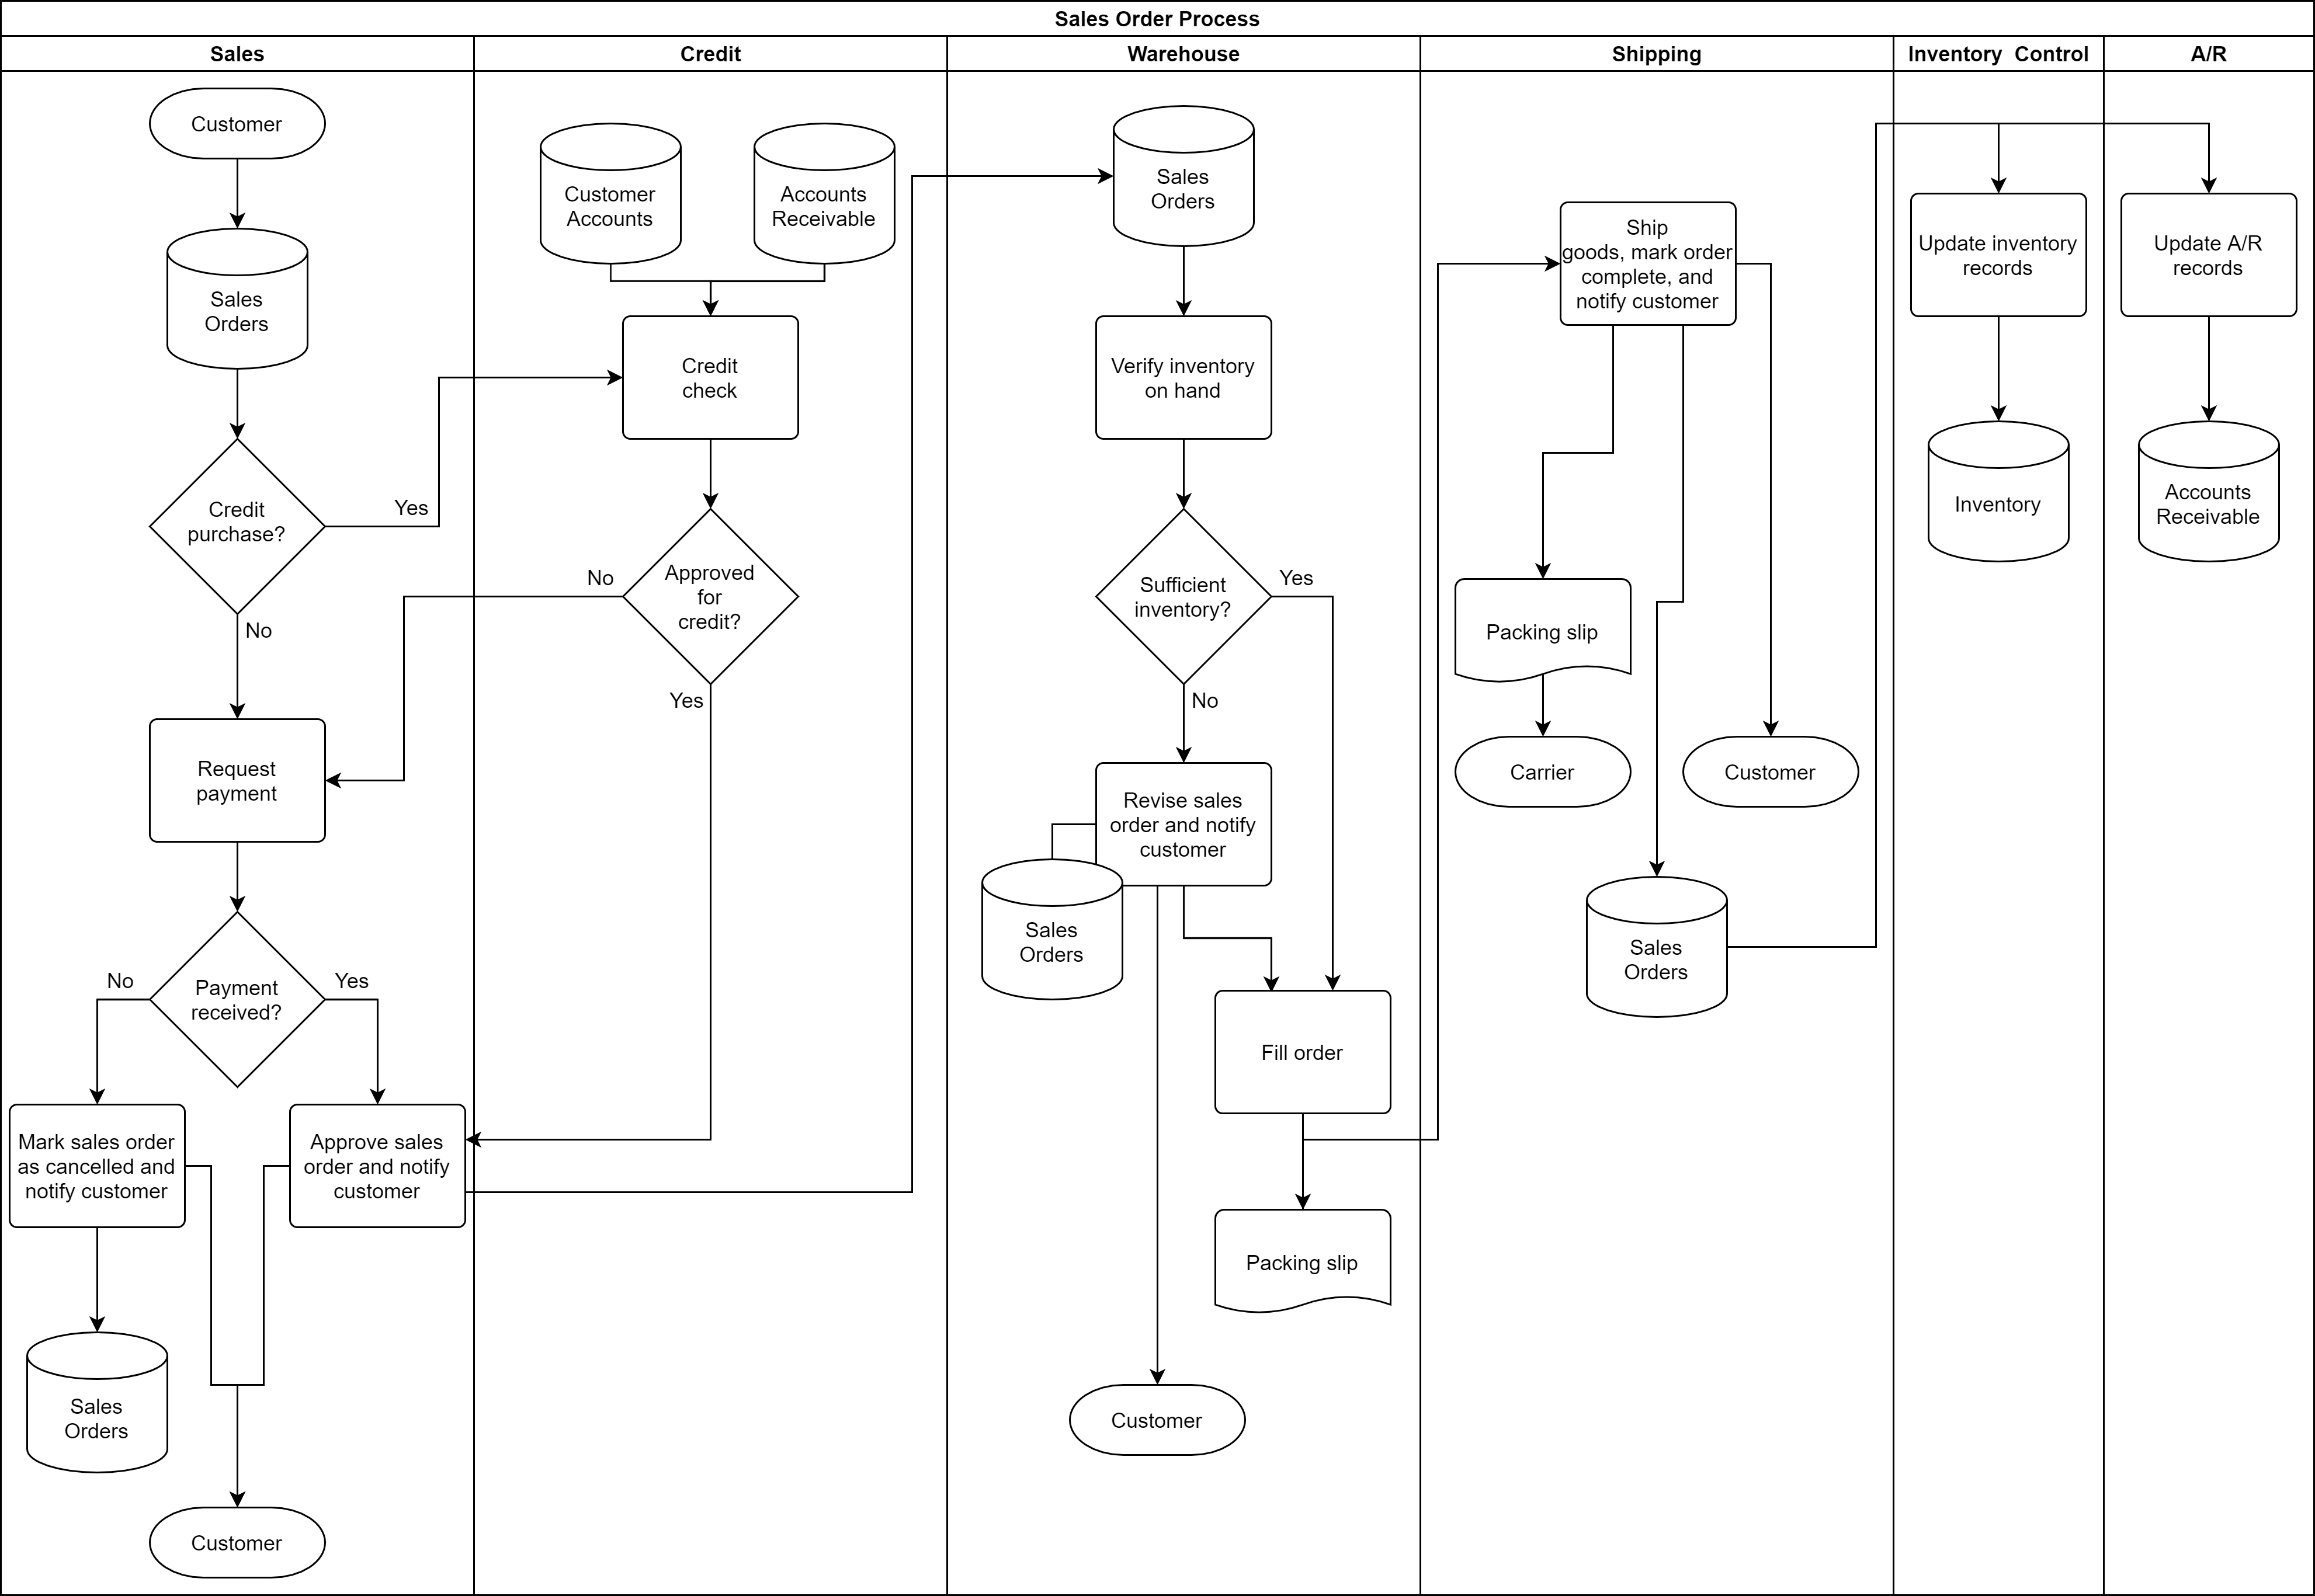 Sales Order Process
Sales
Credit
Warehouse
Shipping
Inventory  Control
A/R
Customer
Sales
Orders
Credit
purchase?
Yes
No
Request
payment
Payment
received?
No
Yes
Mark sales order
as cancelled and
notify customer
Approve sales
order and notify
customer
Sales
Orders
Customer
Customer
Accounts
Accounts
Receivable
Credit
check
Approved
for
credit?
No
Yes
Sales
Orders
Verify inventory
on hand
Sufficient
inventory?
Yes
No
Revise sales
order and notify
customer
Sales
Orders
Fill order
Packing slip
Customer
Ship
goods, mark order
complete, and
notify customer
Packing slip
Carrier
Customer
Sales
Orders
Update inventory
records
Inventory
Update A/R
records
Accounts
Receivable